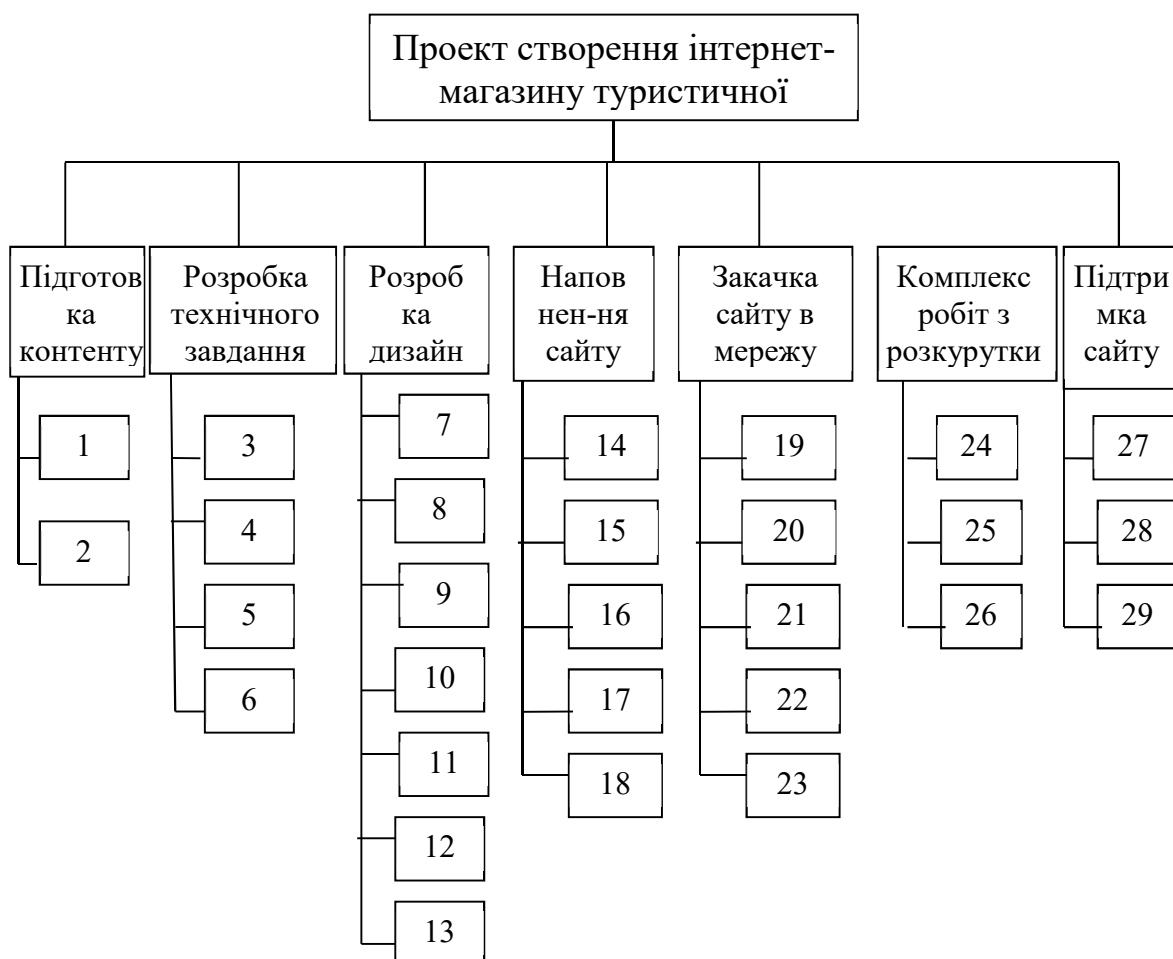 Проект створення інтернет-
магазину туристичної
Підготов
ка
контенту
Розробка
технічного
завдання
Розроб
ка
дизайн
Напов
нен-ня
сайту
Закачка
сайту в
мережу
Комплекс
робіт з
розкурутки
Підтри
мка
сайту
1
2
3
4
5
6
7
8
9
10
11
12
13
14
15
16
17
18
19
20
21
22
23
24
25
26
27
28
29